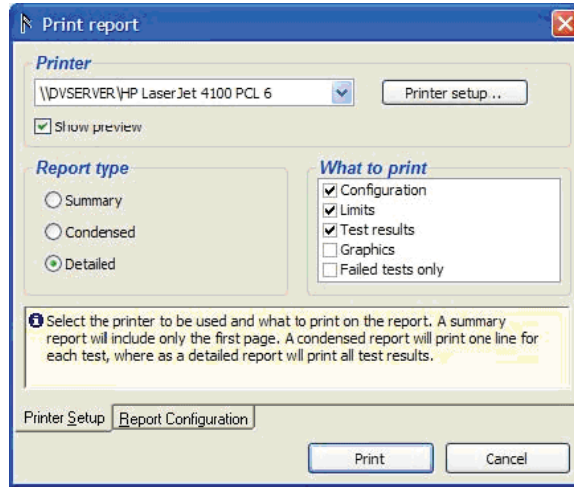 Print report
Printer
\\DVSERVER\HP LaserJet 4100 PCL 6
Printer setup ..
Show preview
Report type
Summary
Condensed
Detailed
What to print
Configuration
Limits
Test results
Graphics
Failed tests only
Select the printer to be used and what to print on the report. A summary
report will include only the first page. A condensed report will print one line for
each test, where as a detailed report will print all test results.
Printer Setup
Report Configuration
Print
Cancel